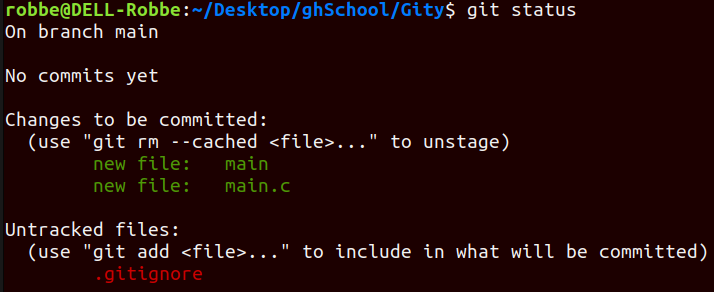 robbe@DELL-Robbe:~/Desktop/ghSchool/Gity$ git status
On branch main

No commits yet

Changes to be committed:
  (use "git rm --cached <file>..." to unstage)
        new file:   main
        new file:   main.c

Untracked files:
  (use "git add <file>..." to include in what will be committed)
        .gitignore